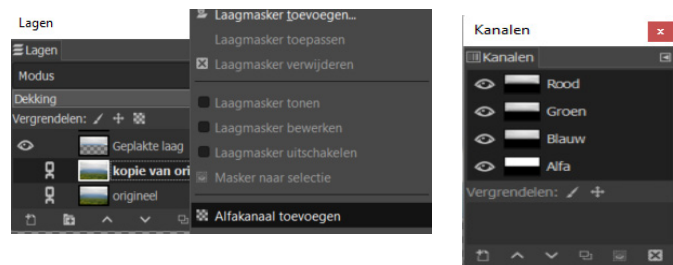 Lagen
Lagen
Modus
Dekking
Vergrendelen:
Geplakte laag
kopie van ori
origineel
Laagmasker toevoegen...
Laagmasker toepassen
Laagmasker verwijderen
Laagmasker tonen
Laagmasker bewerken
Laagmasker uitschakelen
Masker naar selectie
Alfakanaal toevoegen
Kanalen
x
Kanalen
Rood
Groen
Blauw
Alfa
Vergrendelen: